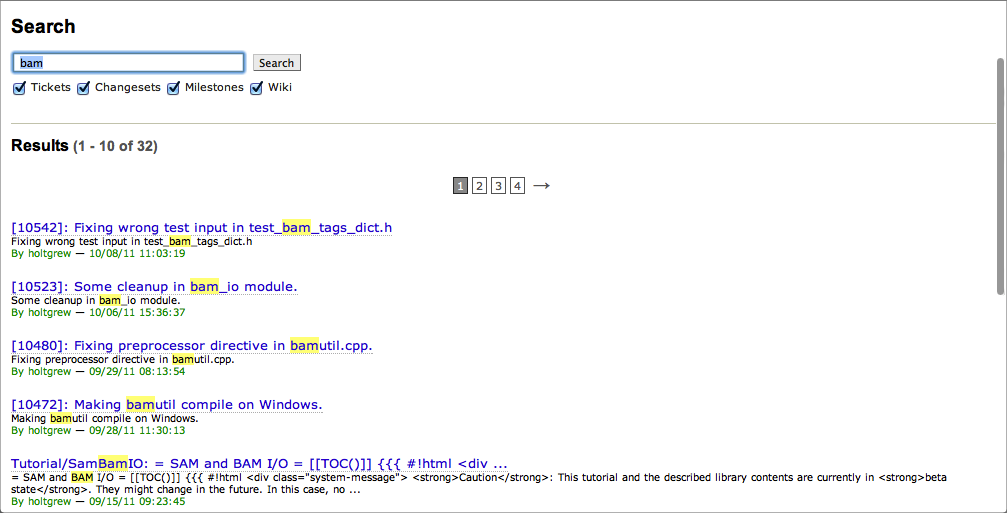 Search
bam Search
Tickets Changesets Milestones Wiki
Results (1 - 10 of 32)
1 2 3 4 →
[10542]: Fixing wrong test input in test_bam_tags_dict.h
Fixing wrong test input in test_bam_tags_dict.h
By holtgrew — 10/08/11 11:03:19
[10523]: Some cleanup in bam_io module.
Some cleanup in bam_io module.
By holtgrew — 10/06/11 15:36:37
[10480]: Fixing preprocessor directive in bamutil.cpp.
Fixing preprocessor directive in bamutil.cpp.
By holtgrew — 09/29/11 08:13:54
[10472]: Making bamutil compile on Windows.
Making bamutil compile on Windows.
By holtgrew — 09/28/11 11:30:13
Tutorial/SamBamIO: = SAM and BAM I/O = [[TOC()]] {{{ #!html <div ...
= SAM and BAM I/O = [[TOC()]] {{{ #!html <div class="system-message"> <strong>Caution</strong>: This tutorial and the described library contents are currently in <strong>beta
state</strong>. They might change in the future. In this case, no ...
By holtgrew — 09/15/11 09:23:45